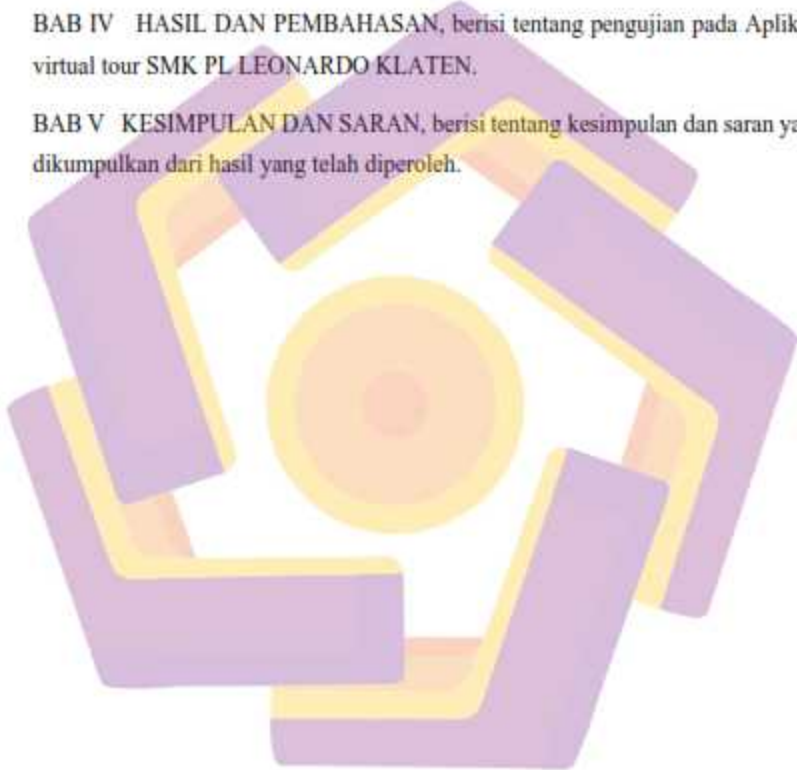 BAB IV HASIL DAN PEMBAHASAN, berisi tentang pengujian pada Aplik
virtual tour SMK PL LEONARDO KLATEN.
BAB V KESIMPULAN DAN SARAN, berisi tentang kesimpulan dan saran ya
dikumpulkan dari hasil yang telah diperoleh.